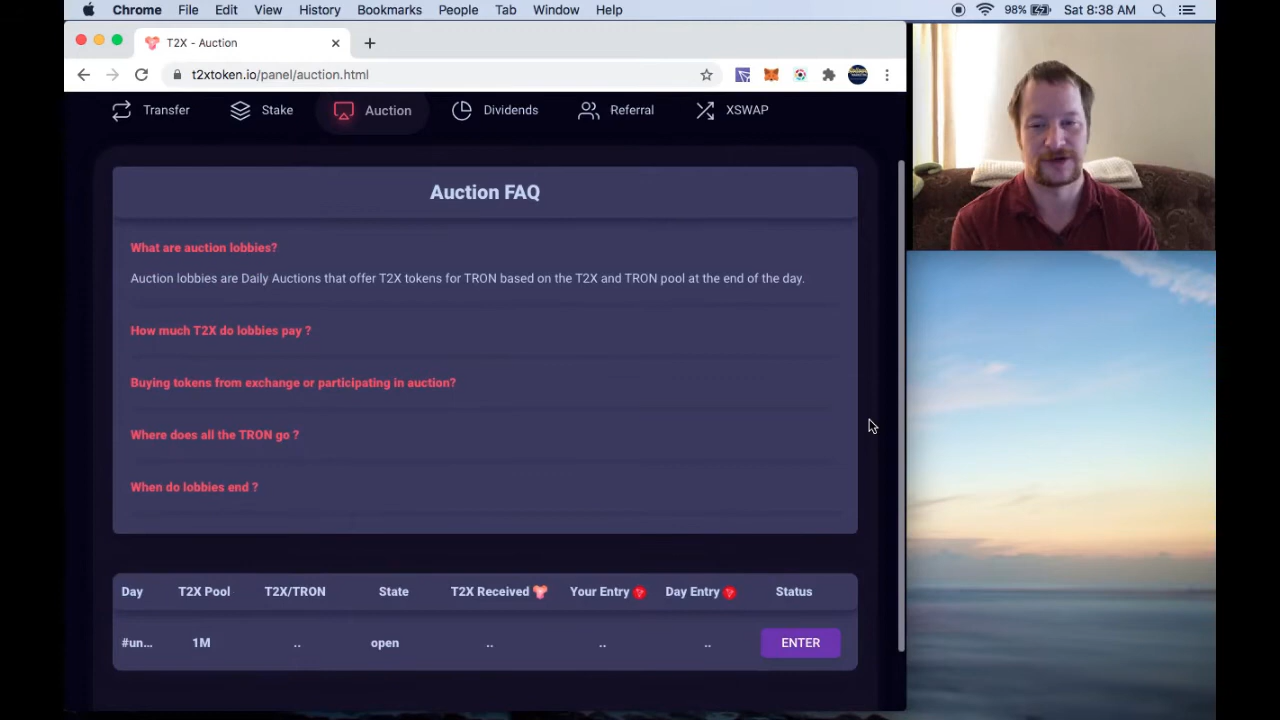 Chrome File Edit View History Bookmarks People Tab Window Help 98% Sat 8:38 AM
T2X - Auction
t2xtoken.io/panel/auction.html
Transfer Stake Auction Dividends Referral XSWAP
Auction FAQ
What are auction lobbies?
Auction lobbies are Daily Auctions that offer T2X tokens for TRON based on the T2X and TRON pool at the end of the day.
How much T2X do lobbies pay ?
Buying tokens from exchange or participating in auction?
Where does all the TRON go ?
When do lobbies end ?
Day T2X Pool T2X/TRON State T2X Received Your Entry Day Entry Status
#un... 1M .. open .. .. .. ENTER